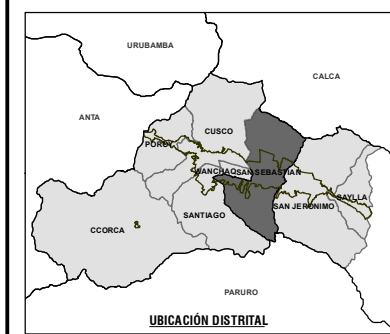 URUBAMBA
CALCA
ANTA
CUSCO
POROY
WANCHAQ
SAN SEBASTIAN
SAYLLA
SAN JERONIMO
CCORCA
SANTIAGO
PARURO
UBICACIÓN DISTRITAL